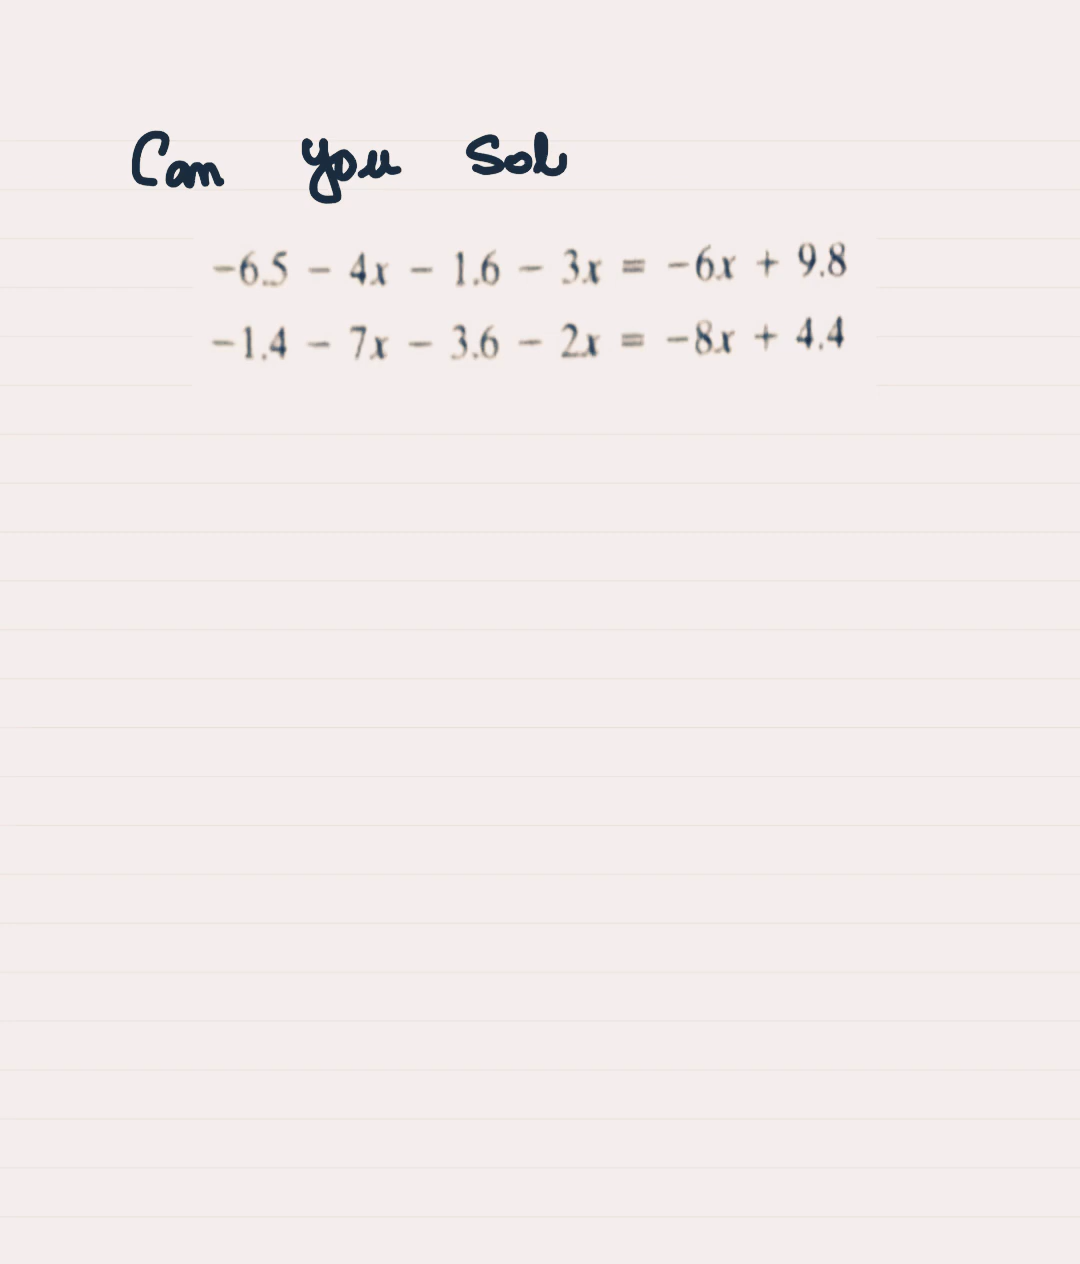 Can you Sol
−6.5 − 4x − 1.6 − 3x = −6x + 9.8
−1.4 − 7x − 3.6 − 2x = −8x + 4.4